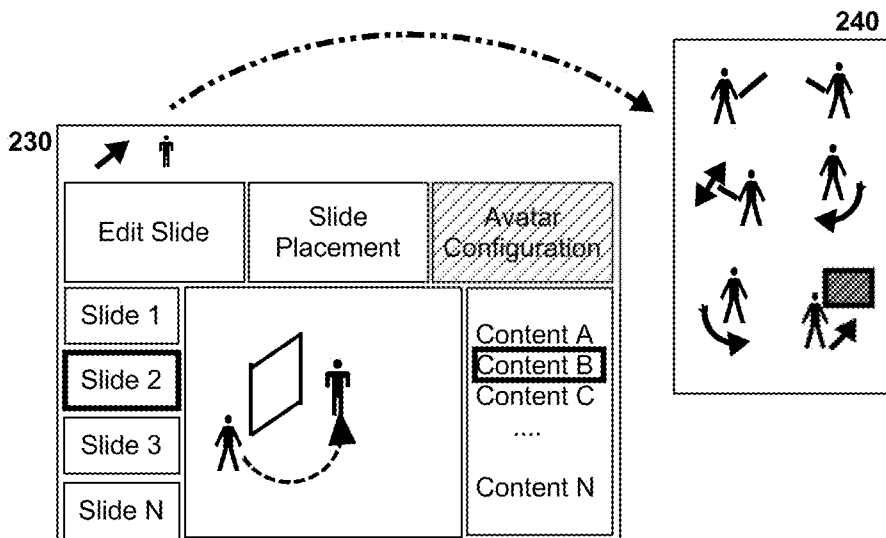 240
230
Edit Slide
Slide
Placement
Avatar
Configuration
Slide 1
Slide 2
Slide 3
Slide N
Content A
Content B
Content C
....
Content N